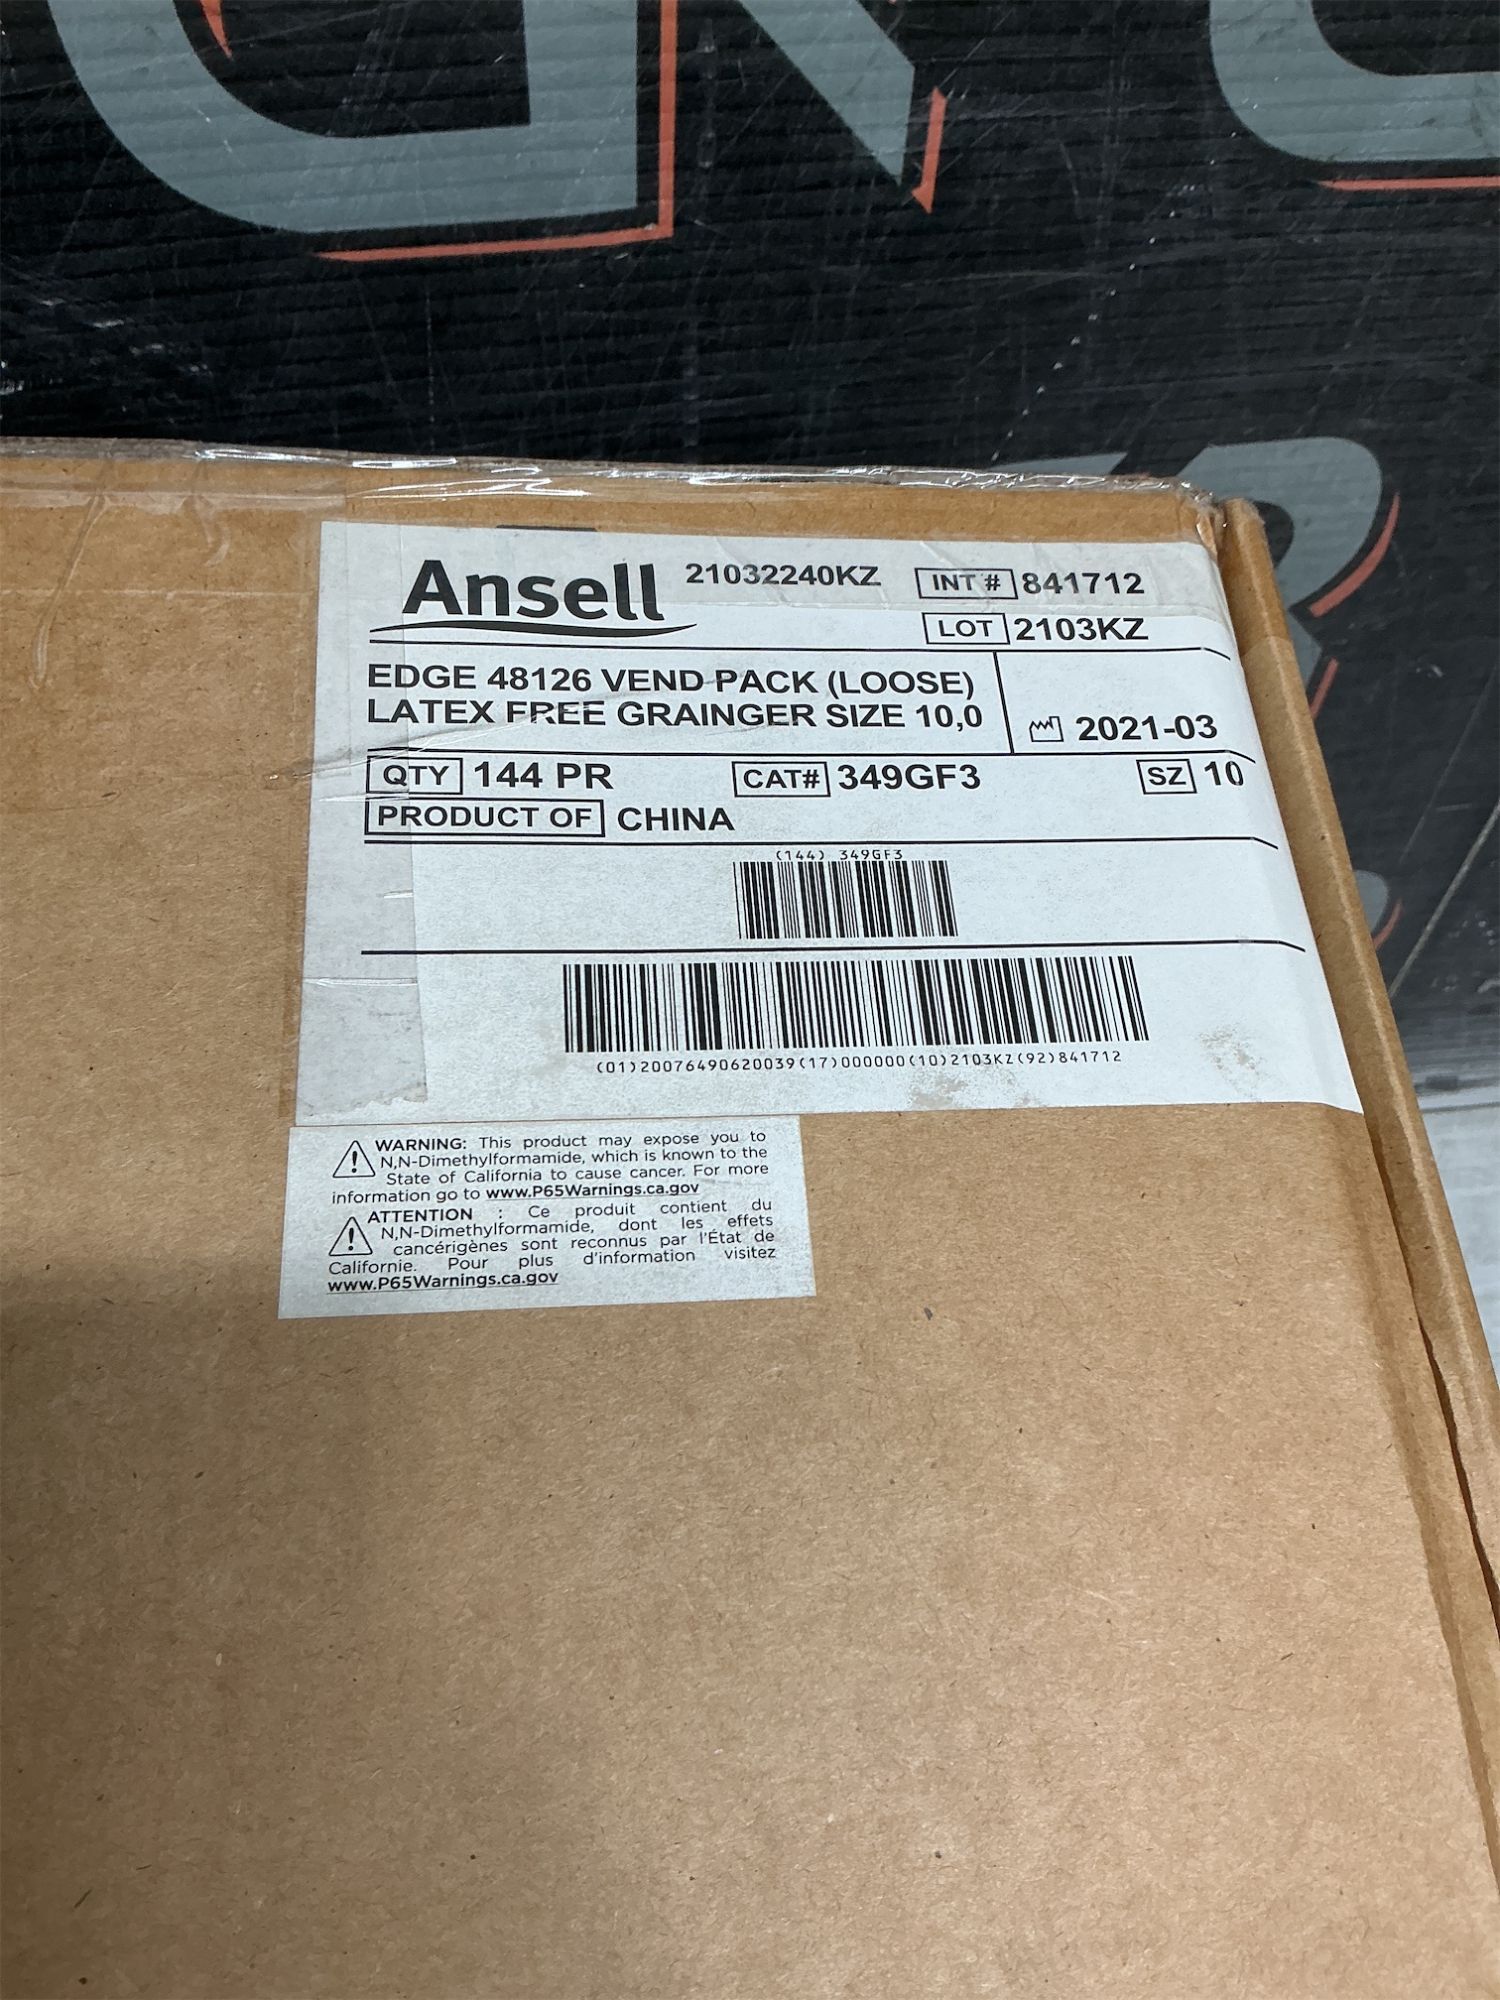 Ansell 21032240KZ INT # 841712
LOT 2103KZ
EDGE 48126 VEND PACK (LOOSE)
LATEX FREE GRAINGER SIZE 10,0
2021-03
QTY 144 PR CAT# 349GF3 SZ 10
PRODUCT OF CHINA
(144) 349GF3
(01)20076490620039(17)000000(10)2103KZ(92)841712
WARNING: This product may expose you to
N,N-Dimethylformamide, which is known to the
State of California to cause cancer. For more
information go to www.P65Warnings.ca.gov
ATTENTION : Ce produit contient du
N,N-Dimethylformamide, dont les effets
cancérigènes sont reconnus par l'État de
Californie. Pour plus d'information visitez
www.P65Warnings.ca.gov